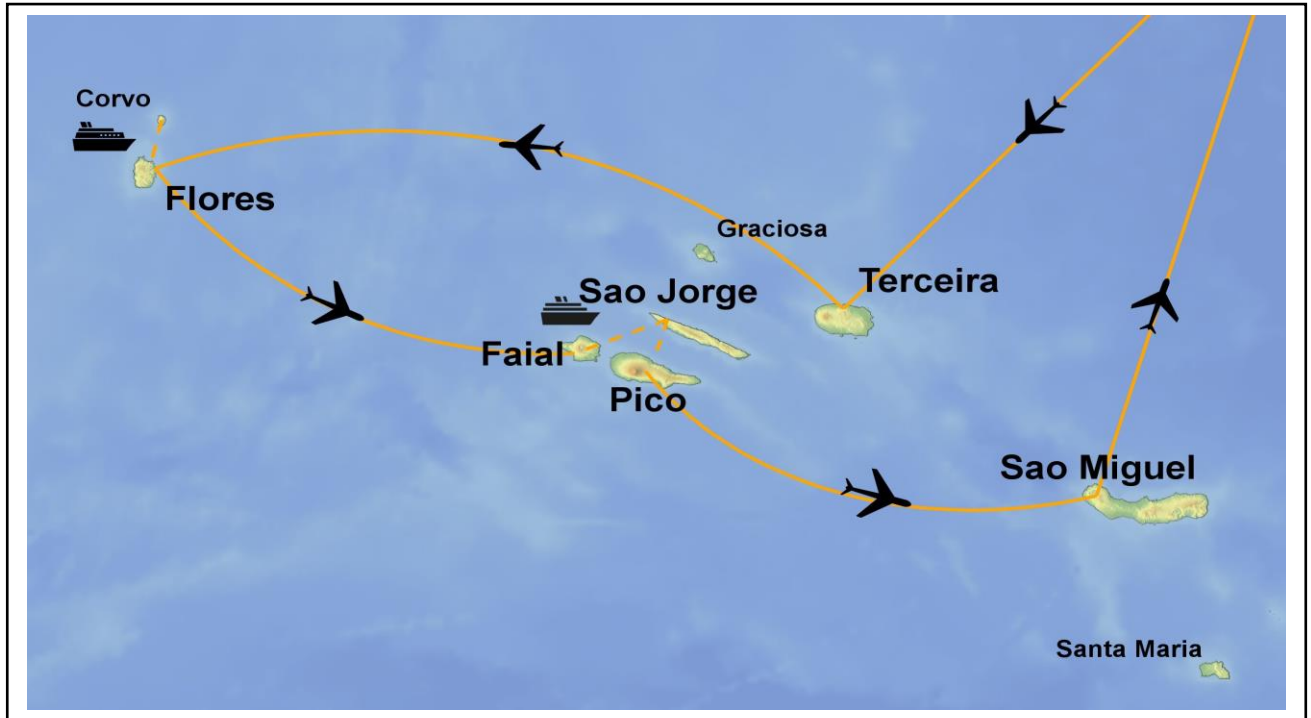 Corvo
Flores
Graciosa
Sao Jorge
Terceira
Faial
Pico
Sao Miguel
Santa Maria